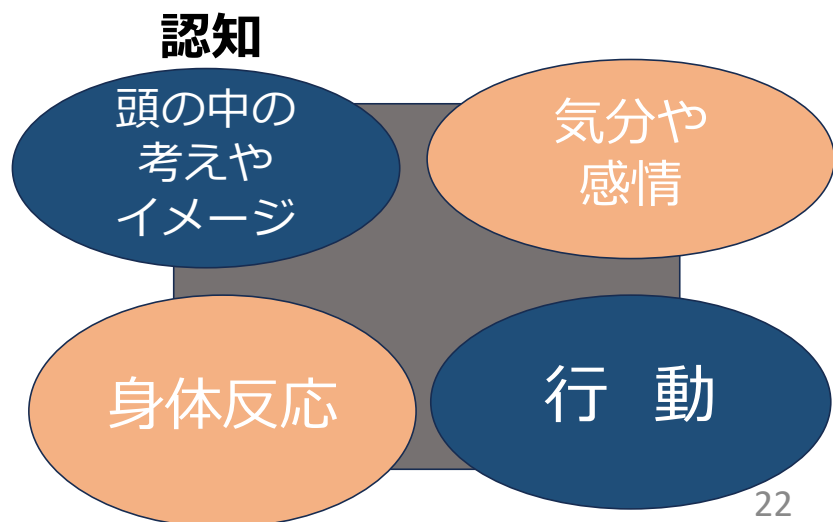 認知
頭の中の
考えや
イメージ
気分や
感情
身体反応
行　動
22